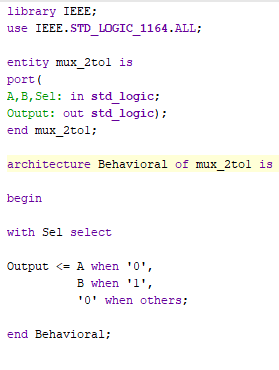 library IEEE;
use IEEE.STD_LOGIC_1164.ALL;
entity mux_2to1 is
port(
A,B,Sel: in std_logic;
Output: out std_logic);
end mux_2to1;
architecture Behavioral of mux_2to1 is
begin
with Sel select
Output <= A when '0',
B when '1',
'0' when others;
end Behavioral;